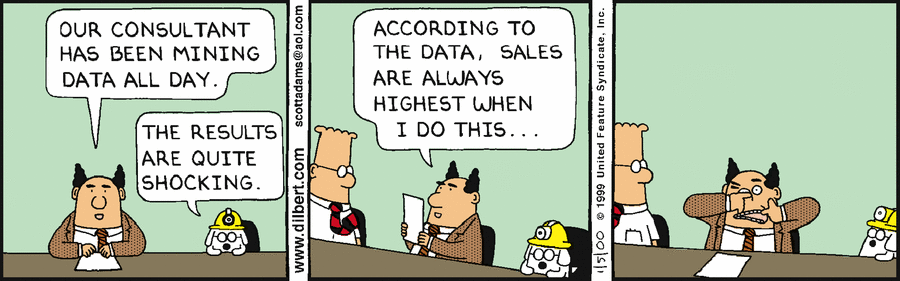 OUR CONSULTANT
HAS BEEN MINING
DATA ALL DAY.
THE RESULTS
ARE QUITE
SHOCKING.
www.dilbert.com scottadams@aol.com
ACCORDING TO
THE DATA, SALES
ARE ALWAYS
HIGHEST WHEN
I DO THIS...
1/5/00 © 1999 United Feature Syndicate, Inc.